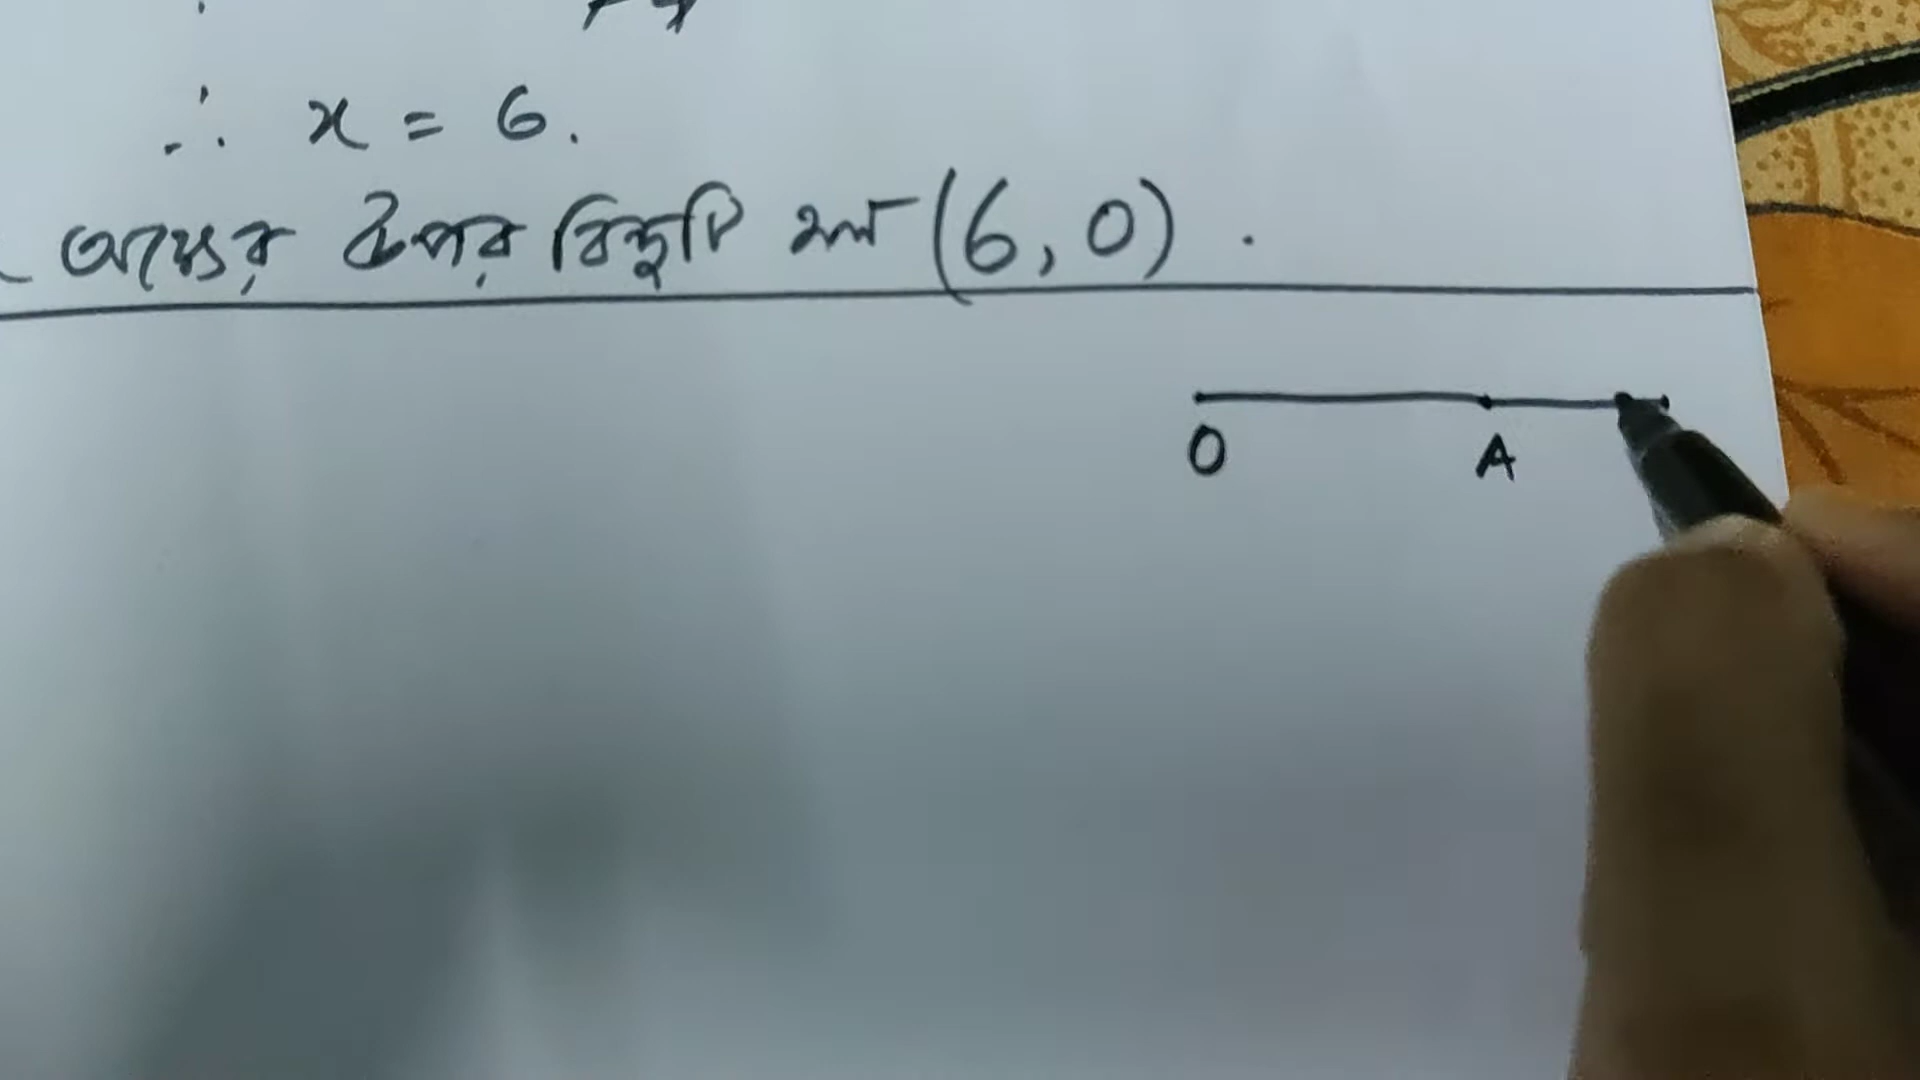 ∴ x = 6.
অক্ষের উপর বিন্দুটি হল (6, 0).
O A